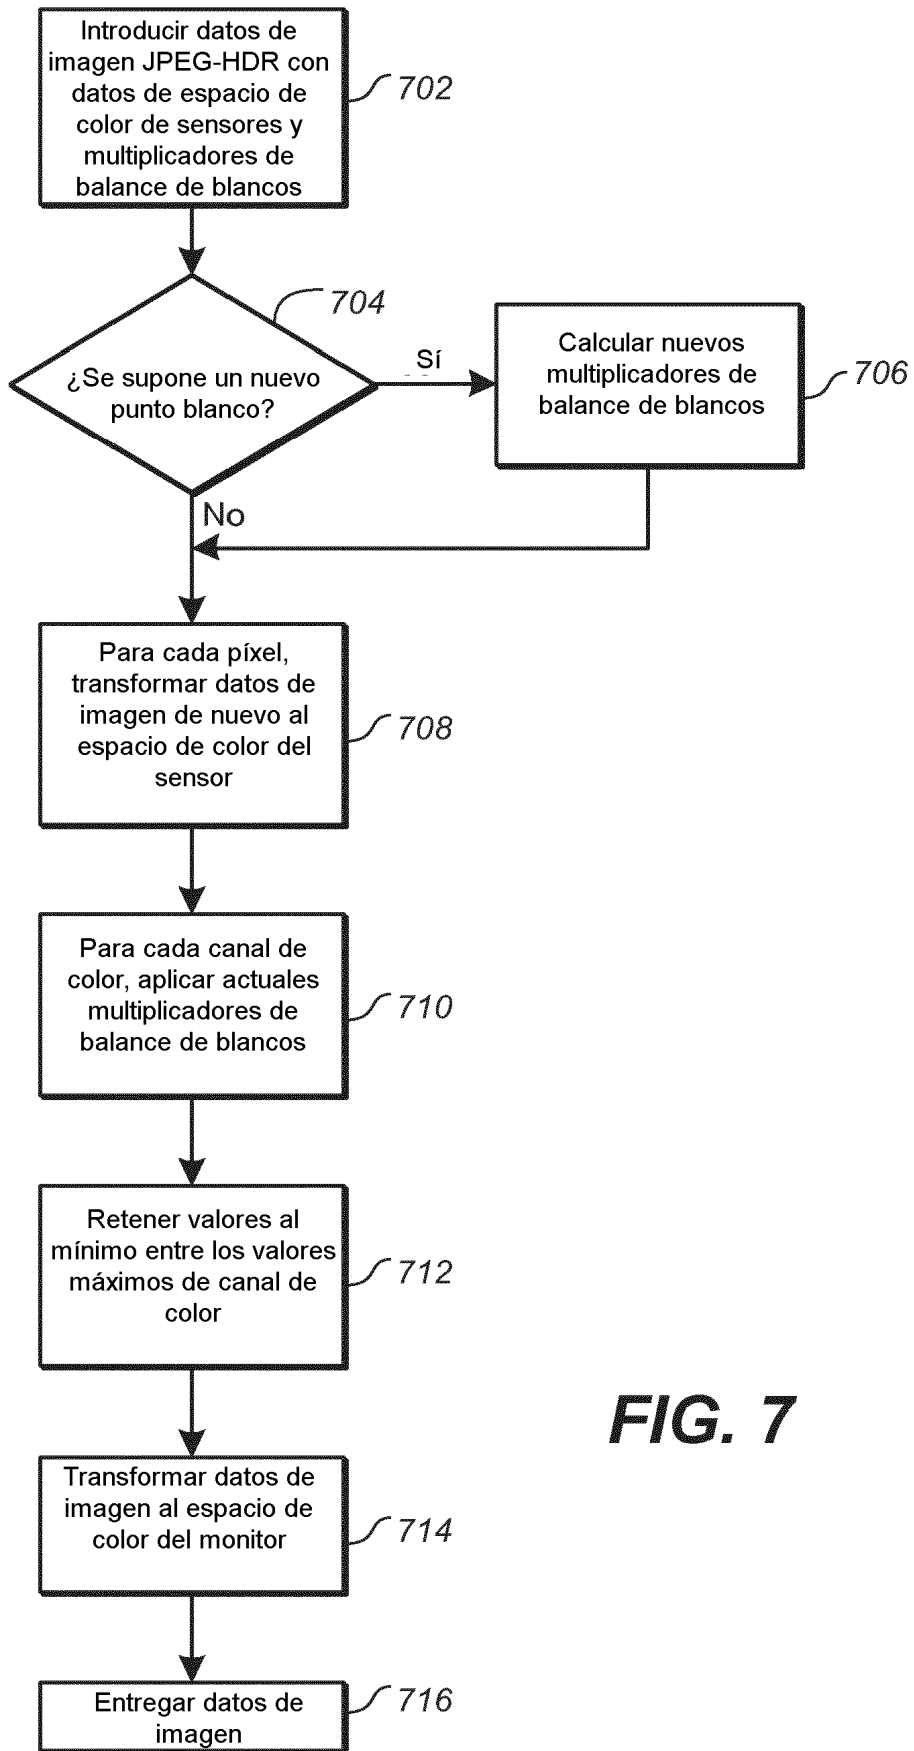 Introducir datos de
imagen JPEG-HDR con
datos de espacio de
color de sensores y
multiplicadores de
balance de blancos
702
704
¿Se supone un nuevo
punto blanco?
Sí
Calcular nuevos
multiplicadores de
balance de blancos
706
No
Para cada píxel,
transformar datos de
imagen de nuevo al
espacio de color del
sensor
708
Para cada canal de
color, aplicar actuales
multiplicadores de
balance de blancos
710
Retener valores al
mínimo entre los valores
máximos de canal de
color
712
FIG. 7
Transformar datos de
imagen al espacio de
color del monitor
714
Entregar datos de
imagen
716